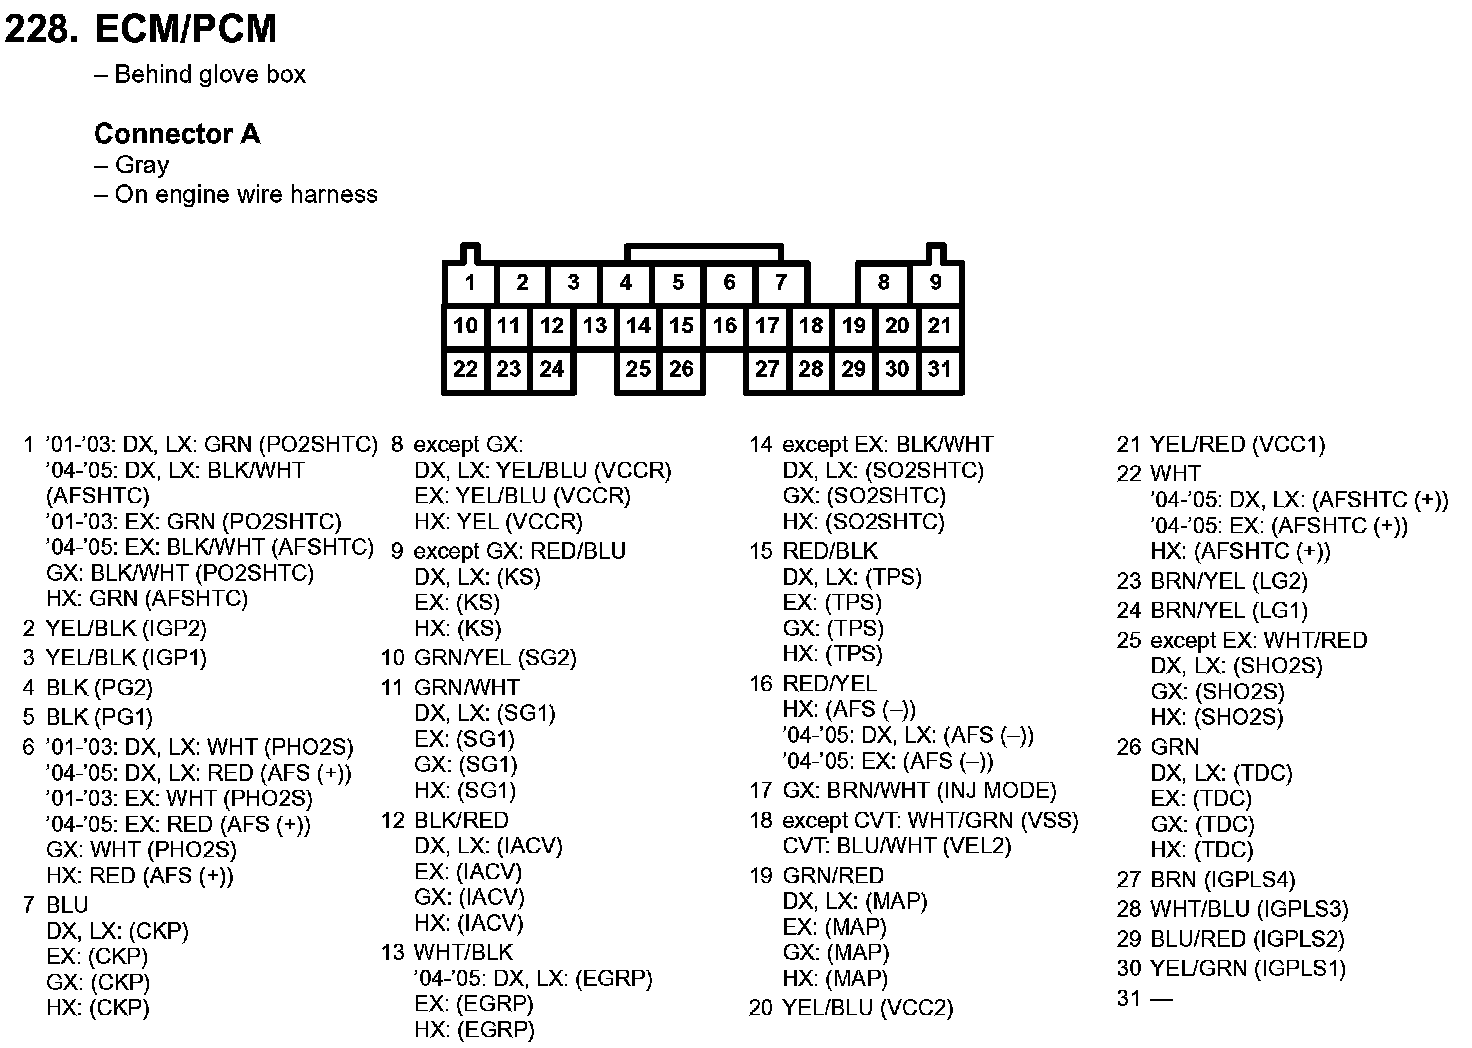 228. ECM/PCM
– Behind glove box
Connector A
– Gray
– On engine wire harness
1 2 3 4 5 6 7 8 9
10 11 12 13 14 15 16 17 18 19 20 21
22 23 24 25 26 27 28 29 30 31
1 '01-'03: DX, LX: GRN (PO2SHTC)
'04-'05: DX, LX: BLK/WHT
(AFSHTC)
'01-'03: EX: GRN (PO2SHTC)
'04-'05: EX: BLK/WHT (AFSHTC)
GX: BLK/WHT (PO2SHTC)
HX: GRN (AFSHTC)
2 YEL/BLK (IGP2)
3 YEL/BLK (IGP1)
4 BLK (PG2)
5 BLK (PG1)
6 '01-'03: DX, LX: WHT (PHO2S)
'04-'05: DX, LX: RED (AFS (+))
'01-'03: EX: WHT (PHO2S)
'04-'05: EX: RED (AFS (+))
GX: WHT (PHO2S)
HX: RED (AFS (+))
7 BLU
DX, LX: (CKP)
EX: (CKP)
GX: (CKP)
HX: (CKP)
8 except GX:
DX, LX: YEL/BLU (VCCR)
EX: YEL/BLU (VCCR)
HX: YEL (VCCR)
9 except GX: RED/BLU
DX, LX: (KS)
EX: (KS)
HX: (KS)
10 GRN/YEL (SG2)
11 GRN/WHT
DX, LX: (SG1)
EX: (SG1)
GX: (SG1)
HX: (SG1)
12 BLK/RED
DX, LX: (IACV)
EX: (IACV)
GX: (IACV)
HX: (IACV)
13 WHT/BLK
'04-'05: DX, LX: (EGRP)
EX: (EGRP)
HX: (EGRP)
14 except EX: BLK/WHT
DX, LX: (SO2SHTC)
GX: (SO2SHTC)
HX: (SO2SHTC)
15 RED/BLK
DX, LX: (TPS)
EX: (TPS)
GX: (TPS)
HX: (TPS)
16 RED/YEL
HX: (AFS (–))
'04-'05: DX, LX: (AFS (–))
'04-'05: EX: (AFS (–))
17 GX: BRN/WHT (INJ MODE)
18 except CVT: WHT/GRN (VSS)
CVT: BLU/WHT (VEL2)
19 GRN/RED
DX, LX: (MAP)
EX: (MAP)
GX: (MAP)
HX: (MAP)
20 YEL/BLU (VCC2)
21 YEL/RED (VCC1)
22 WHT
'04-'05: DX, LX: (AFSHTC (+))
'04-'05: EX: (AFSHTC (+))
HX: (AFSHTC (+))
23 BRN/YEL (LG2)
24 BRN/YEL (LG1)
25 except EX: WHT/RED
DX, LX: (SHO2S)
GX: (SHO2S)
HX: (SHO2S)
26 GRN
DX, LX: (TDC)
EX: (TDC)
GX: (TDC)
HX: (TDC)
27 BRN (IGPLS4)
28 WHT/BLU (IGPLS3)
29 BLU/RED (IGPLS2)
30 YEL/GRN (IGPLS1)
31 —